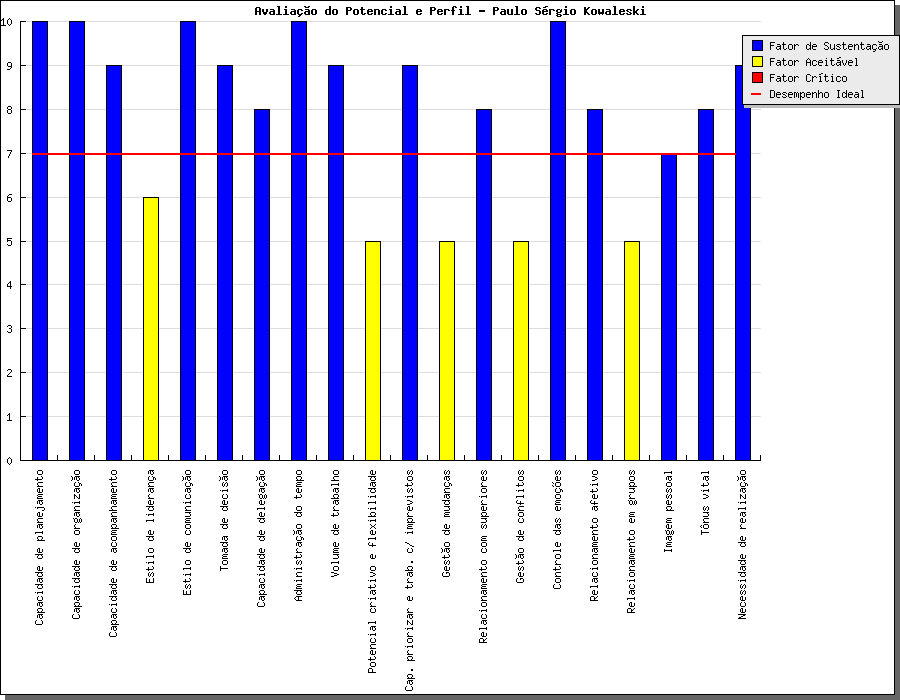 Avaliação do Potencial e Perfil - Paulo Sérgio Kowaleski
10
9
8
7
6
5
4
3
2
1
0
Fator de Sustentação
Fator Aceitável
Fator Crítico
Desempenho Ideal
Capacidade de planejamento
Capacidade de organização
Capacidade de acompanhamento
Estilo de liderança
Estilo de comunicação
Tomada de decisão
Capacidade de delegação
Administração do tempo
Volume de trabalho
Potencial criativo e flexibilidade
Cap. priorizar e trab. c/ imprevistos
Gestão de mudanças
Relacionamento com superiores
Gestão de conflitos
Controle das emoções
Relacionamento afetivo
Relacionamento em grupos
Imagem pessoal
Tônus vital
Necessidade de realização